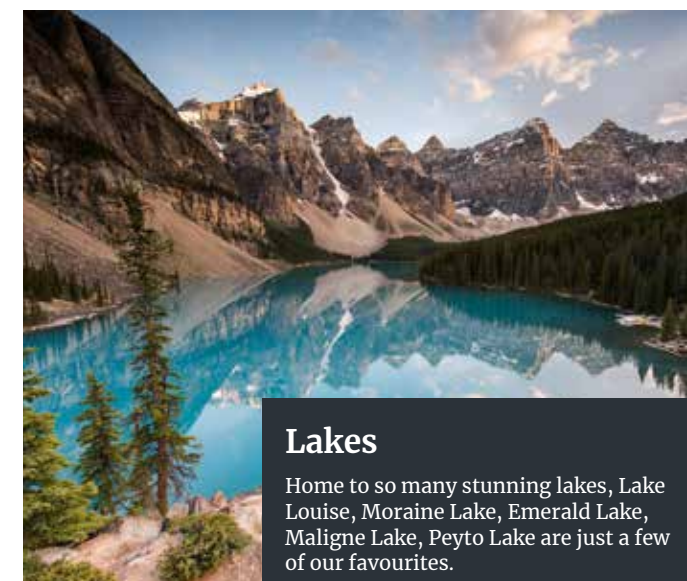 Lakes
Home to so many stunning lakes, Lake
Louise, Moraine Lake, Emerald Lake,
Maligne Lake, Peyto Lake are just a few
of our favourites.